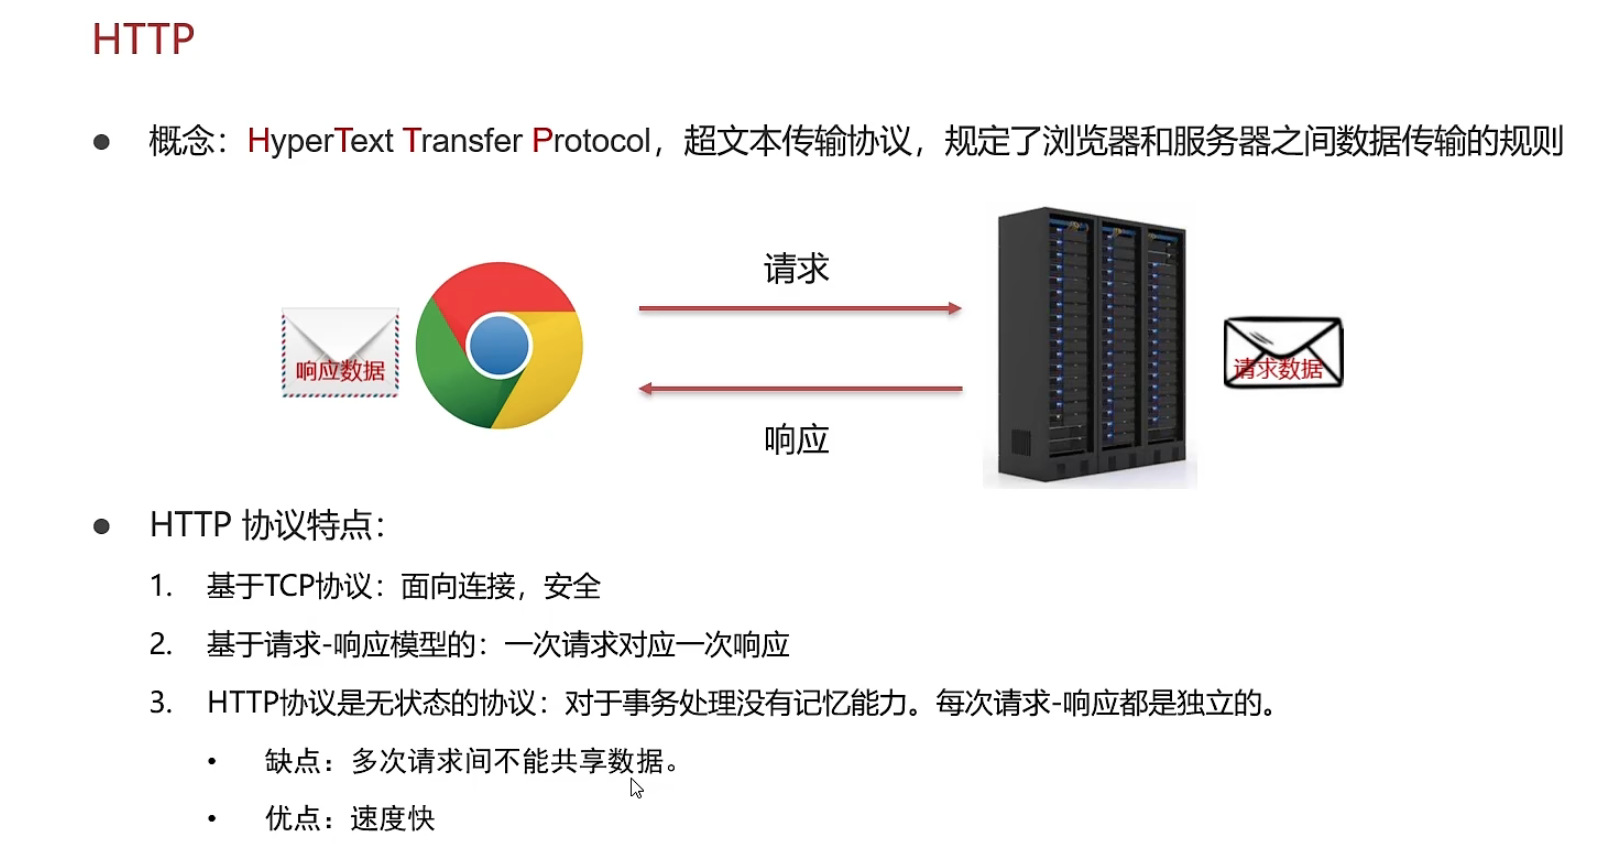 HTTP
概念：HyperText Transfer Protocol，超文本传输协议，规定了浏览器和服务器之间数据传输的规则
请求
响应数据
请求数据
响应
HTTP 协议特点：
1. 基于TCP协议：面向连接，安全
2. 基于请求-响应模型的：一次请求对应一次响应
3. HTTP协议是无状态的协议：对于事务处理没有记忆能力。每次请求-响应都是独立的。
• 缺点：多次请求间不能共享数据。
• 优点：速度快